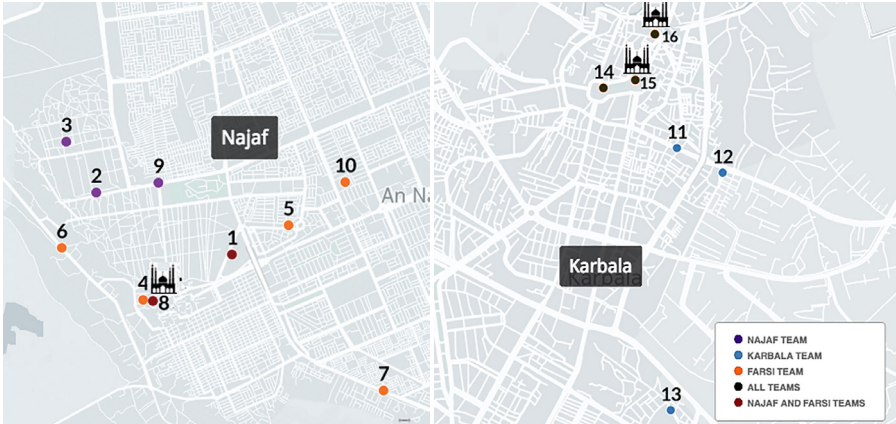 Najaf
3
2
9
10
An Na
5
6
1
4
8
7
16
15
14
11
12
Karbala
Karbala
13
NAJAF TEAM
KARBALA TEAM
FARSI TEAM
ALL TEAMS
NAJAF AND FARSI TEAMS